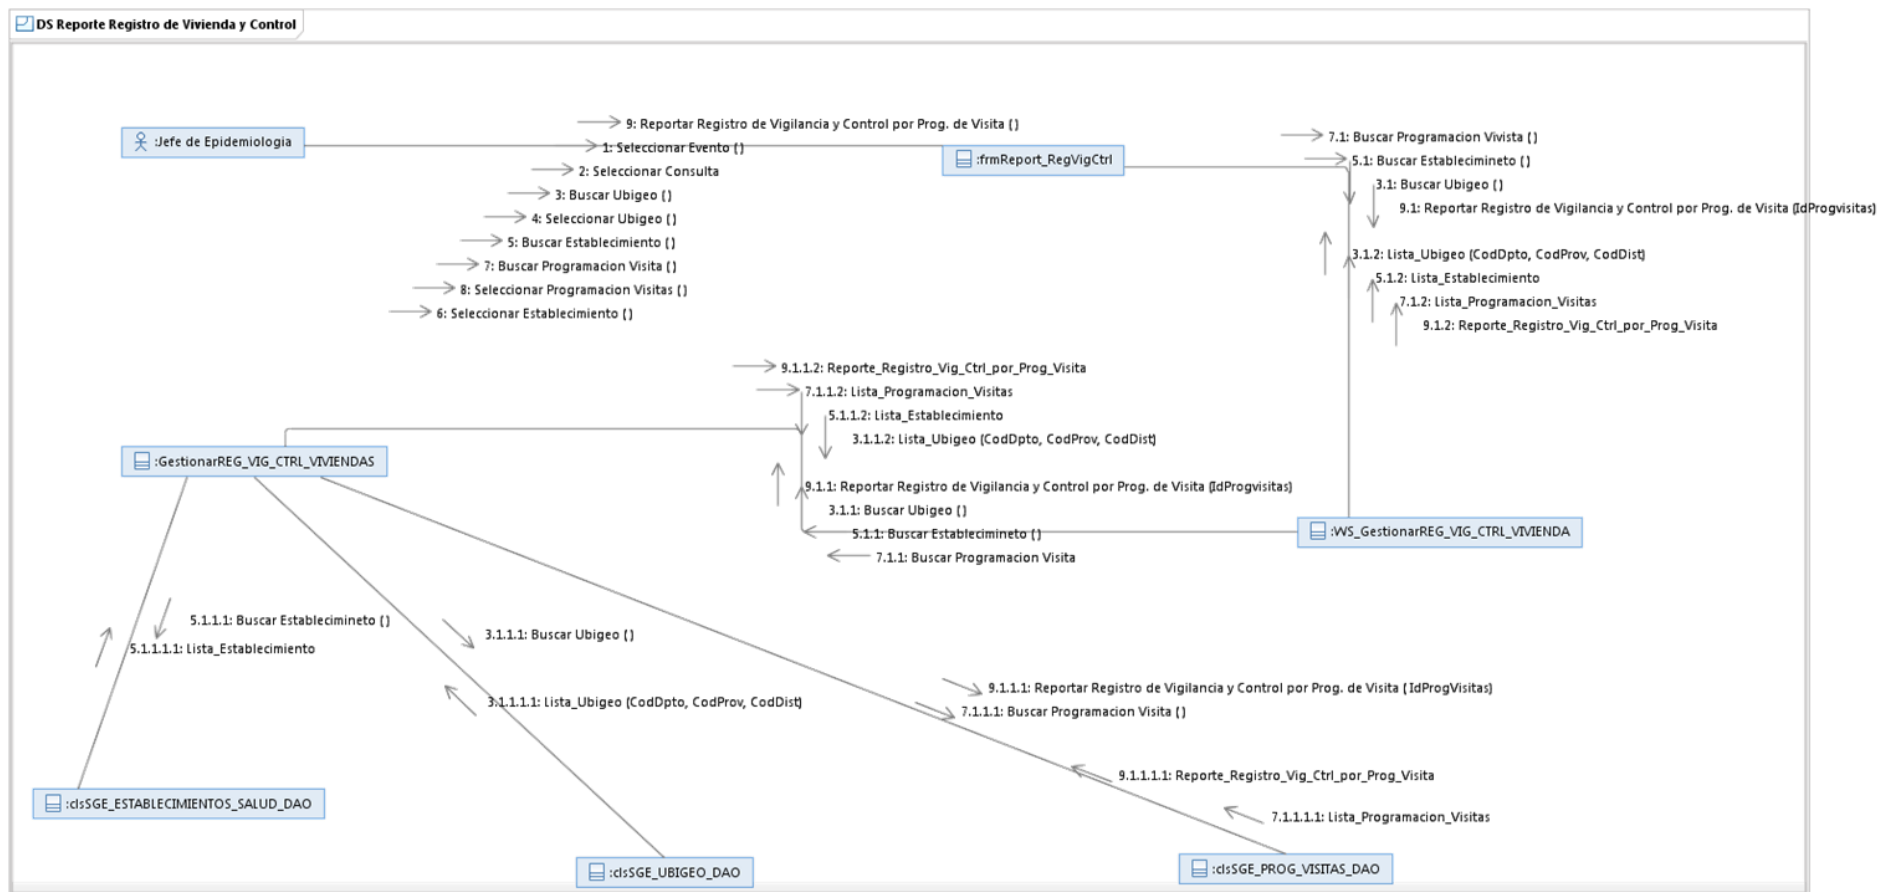 DS Reporte Registro de Vivienda y Control
9: Reportar Registro de Vigilancia y Control por Prog. de Visita ()
:Jefe de Epidemiologia
1: Seleccionar Evento ()
2: Seleccionar Consulta
3: Buscar Ubigeo ()
4: Seleccionar Ubigeo ()
5: Buscar Establecimiento ()
7: Buscar Programacion Visita ()
8: Seleccionar Programacion Visitas ()
6: Seleccionar Establecimiento ()
:frmReport_RegVigCtrl
7.1: Buscar Programacion Vivista ()
5.1: Buscar Establecimineto ()
3.1: Buscar Ubigeo ()
9.1: Reportar Registro de Vigilancia y Control por Prog. de Visita (IdProgvisitas)
3.1.2: Lista_Ubigeo (CodDpto, CodProv, CodDist)
5.1.2: Lista_Establecimiento
7.1.2: Lista_Programacion_Visitas
9.1.2: Reporte_Registro_Vig_Ctrl_por_Prog_Visita
9.1.1.2: Reporte_Registro_Vig_Ctrl_por_Prog_Visita
7.1.1.2: Lista_Programacion_Visitas
5.1.1.2: Lista_Establecimiento
3.1.1.2: Lista_Ubigeo (CodDpto, CodProv, CodDist)
:GestionarREG_VIG_CTRL_VIVIENDAS
9.1.1: Reportar Registro de Vigilancia y Control por Prog. de Visita (IdProgvisitas)
3.1.1: Buscar Ubigeo ()
5.1.1: Buscar Establecimineto ()
7.1.1: Buscar Programacion Visita
:WS_GestionarREG_VIG_CTRL_VIVIENDA
5.1.1.1: Buscar Establecimineto ()
5.1.1.1.1: Lista_Establecimiento
3.1.1.1: Buscar Ubigeo ()
3.1.1.1.1: Lista_Ubigeo (CodDpto, CodProv, CodDist)
9.1.1.1: Reportar Registro de Vigilancia y Control por Prog. de Visita ( IdProgVisitas)
7.1.1.1: Buscar Programacion Visita ()
9.1.1.1.1: Reporte_Registro_Vig_Ctrl_por_Prog_Visita
7.1.1.1.1: Lista_Programacion_Visitas
:clsSGE_ESTABLECIMIENTOS_SALUD_DAO
:clsSGE_UBIGEO_DAO
:clsSGE_PROG_VISITAS_DAO